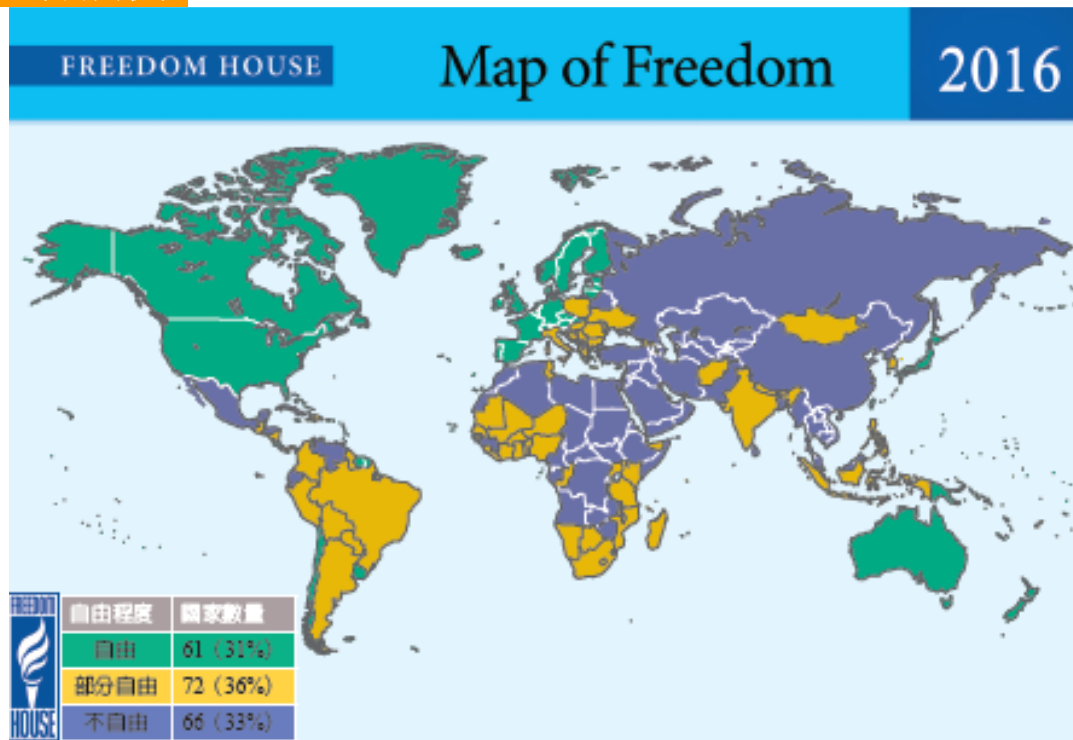 FREEDOM HOUSE
Map of Freedom
2016
FREEDOM
HOUSE
自由程度 國家數量
自由 61（31%）
部分自由 72（36%）
不自由 66（33%）